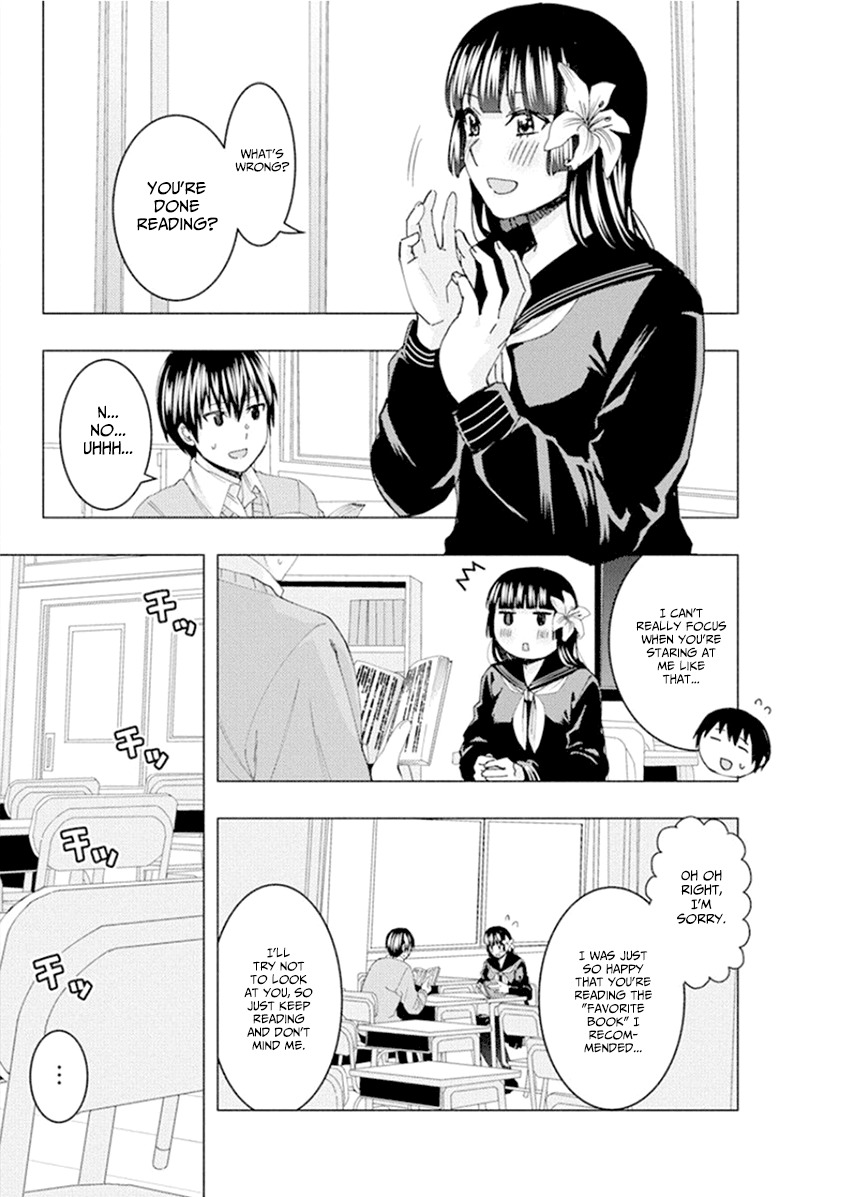 WHAT'S
WRONG?
YOU'RE
DONE
READING?
N...
NO...
UHHH...
I CAN'T
REALLY FOCUS
WHEN YOU'RE
STARING AT
ME LIKE
THAT...
OH OH
RIGHT,
I'M
SORRY.
I WAS JUST
SO HAPPY
THAT YOU'RE
READING THE
"FAVORITE
BOOK" I
RECOM-
MENDED...
I'LL
TRY NOT
TO LOOK
AT YOU, SO
JUST KEEP
READING
AND DON'T
MIND ME.
チッ
チッ
チッ
チッ
...